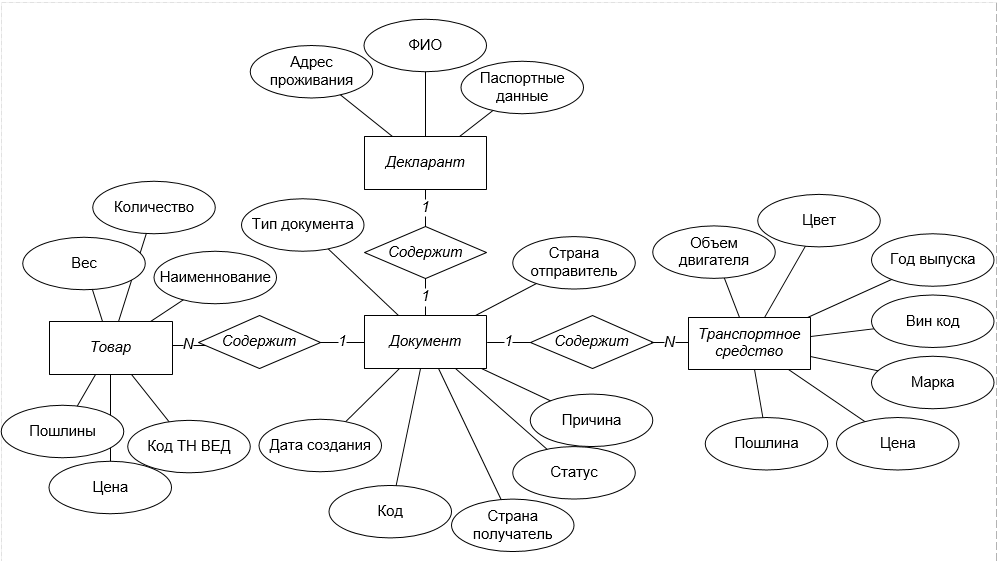 ФИО
Адрес
проживания
Паспортные
данные
Декларант
1
Содержит
1
Количество
Вес
Наименнование
Тип документа
Страна
отправитель
Объем
двигателя
Цвет
Год выпуска
Вин код
Марка
Товар
N
Содержит
1
Документ
1
Содержит
N
Транспортное
средство
Пошлины
Код ТН ВЕД
Цена
Дата создания
Код
Страна
получатель
Статус
Причина
Пошлина
Цена